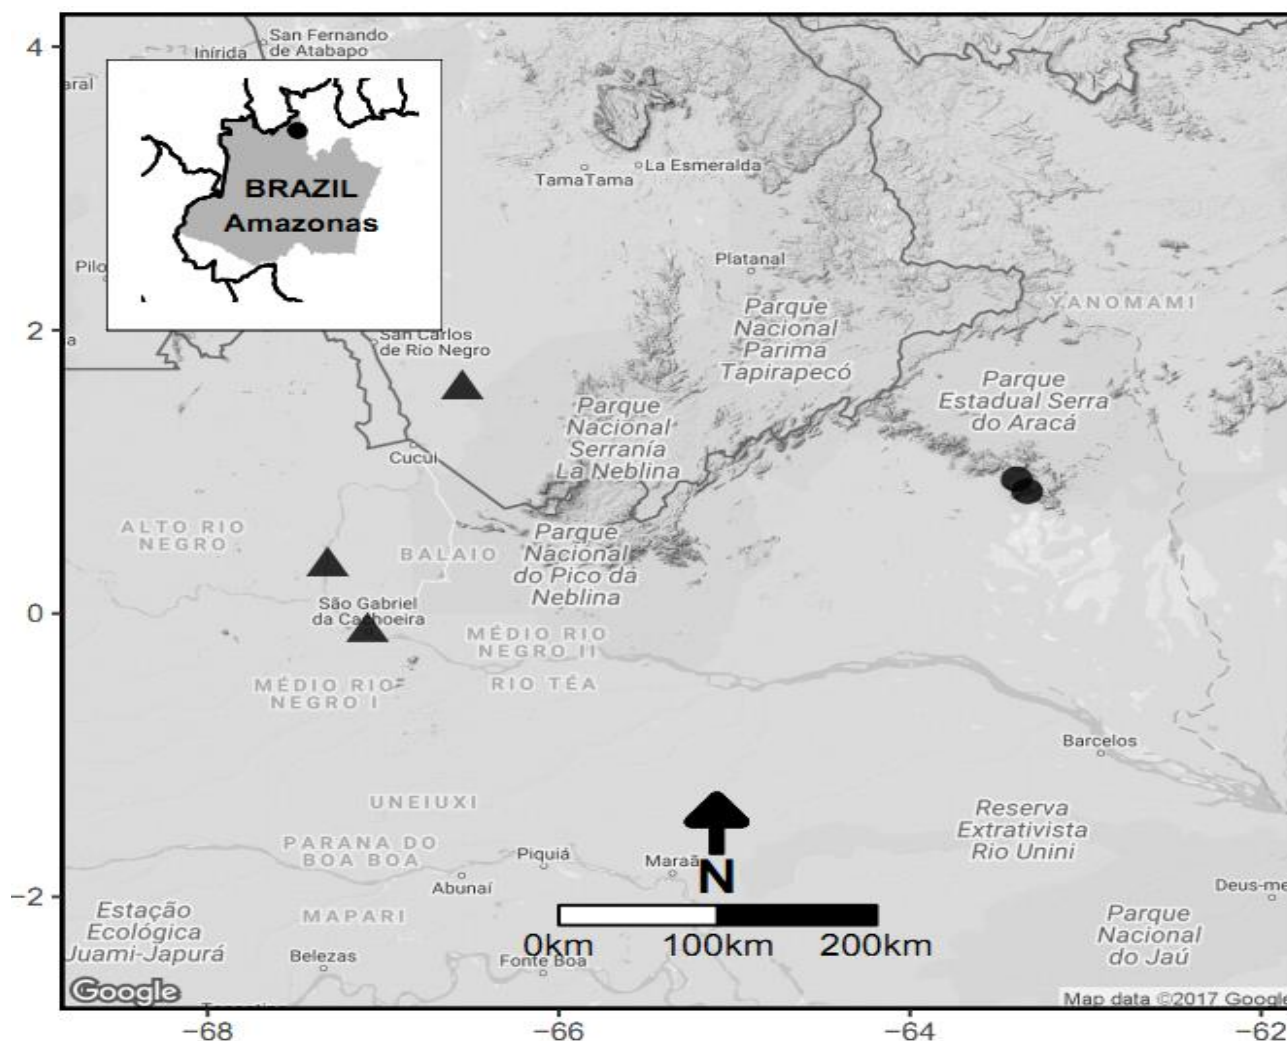 4
2
0
−2
−68
−66
−64
−62
San Fernando
de Atabapo
Inírida
BRAZIL
Amazonas
TamaTama
La Esmeralda
Platanal
Parque
Nacional
Parima
Tapirapecó
YANOMAMI
San Carlos
de Río Negro
Parque
Estadual Serra
do Aracá
Parque
Nacional
Serranía
La Neblina
Cucuí
ALTO RIO
NEGRO
BALAIO
Parque
Nacional
do Pico da
Neblina
São Gabriel
da Cachoeira
MÉDIO RIO
NEGRO II
MÉDIO RIO
NEGRO I
RIO TÉA
Barcelos
UNEIUXI
PARANA DO
BOA BOA
Piquiá
Maraã
Abunaí
N
Reserva
Extrativista
Rio Unini
MAPARI
0km
100km
200km
Estação
Ecológica
Juami-Japurá
Belezas
Fonte Boa
Deus-me
Parque
Nacional
do Jaú
Google
Map data ©2017 Google